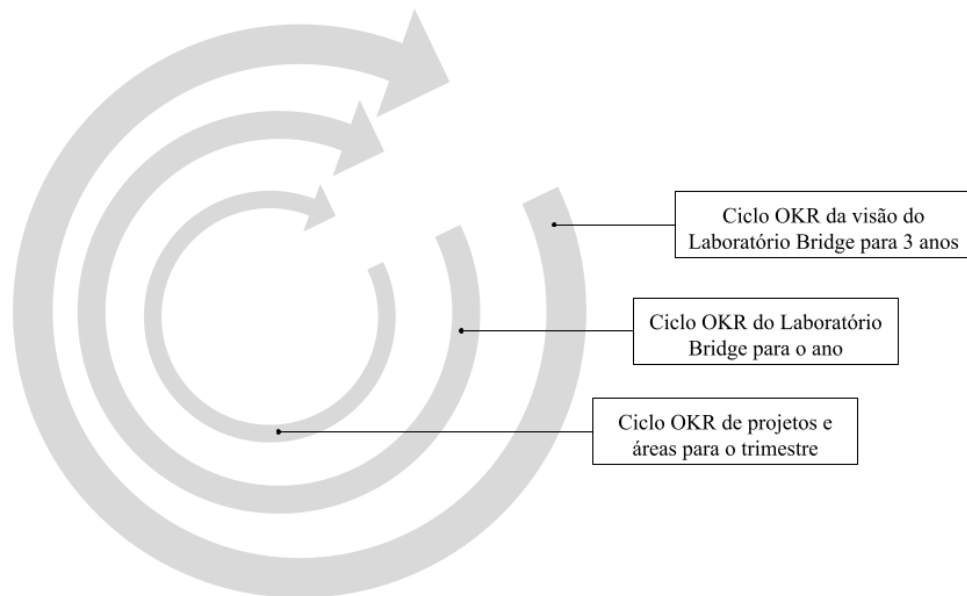 Ciclo OKR da visão do
Laboratório Bridge para 3 anos
Ciclo OKR do Laboratório
Bridge para o ano
Ciclo OKR de projetos e
áreas para o trimestre